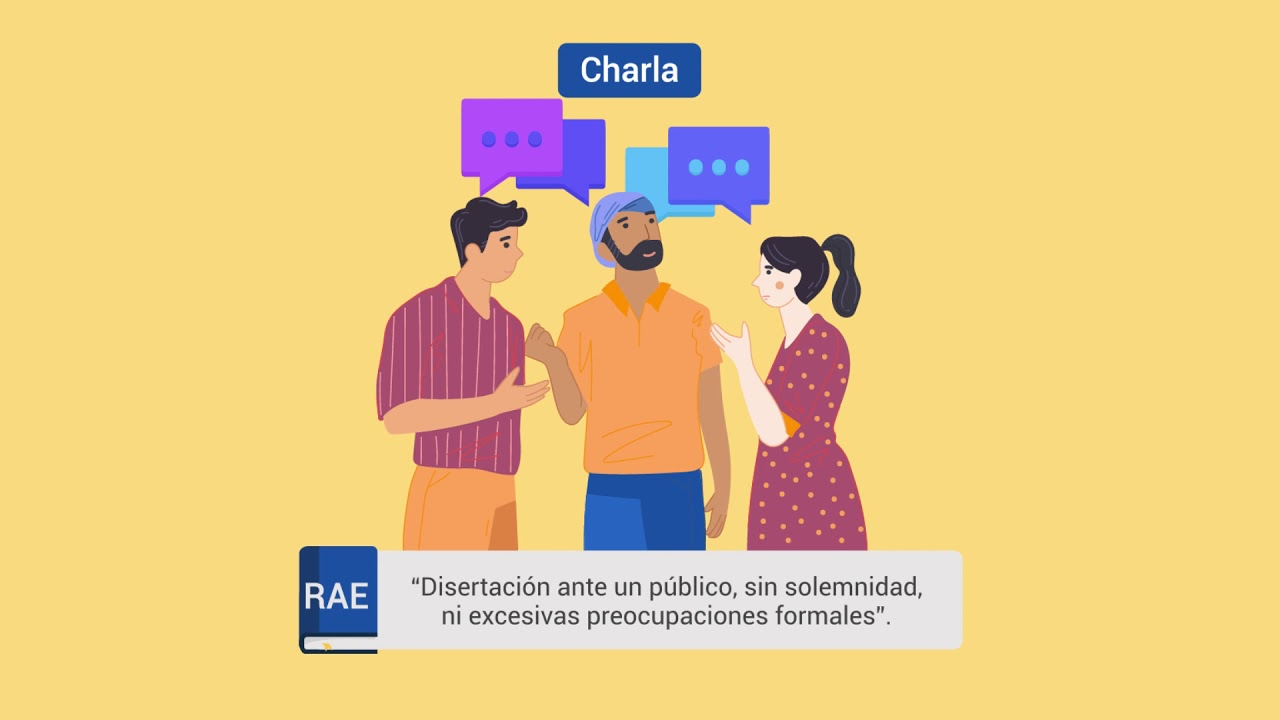 Charla
RAE
“Disertación ante un público, sin solemnidad,
ni excesivas preocupaciones formales”.